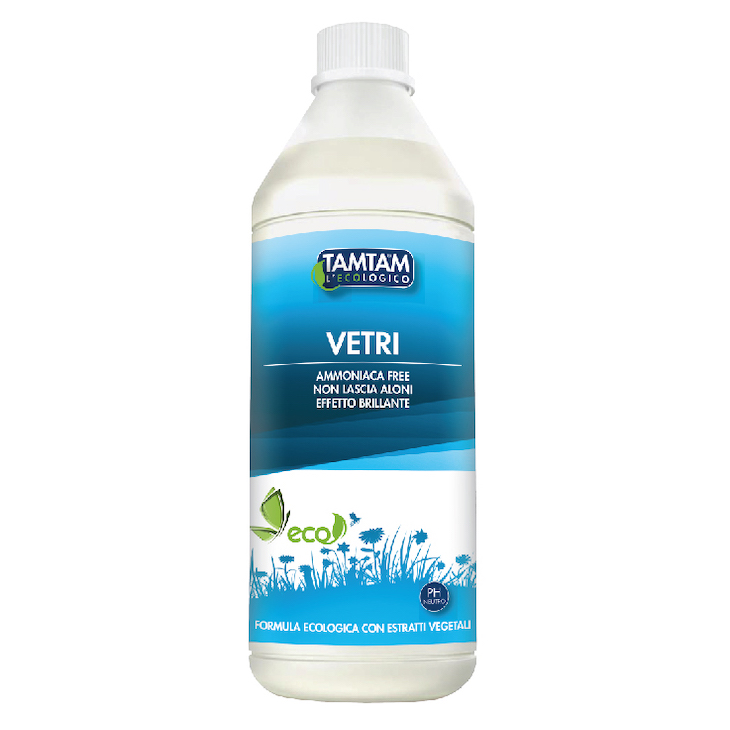 TAMTAM
L'ECOLOGICO
VETRI
AMMONIACA FREE
NON LASCIA ALONI
EFFETTO BRILLANTE
eco
PH
NEUTRO
FORMULA ECOLOGICA CON ESTRATTI VEGETALI